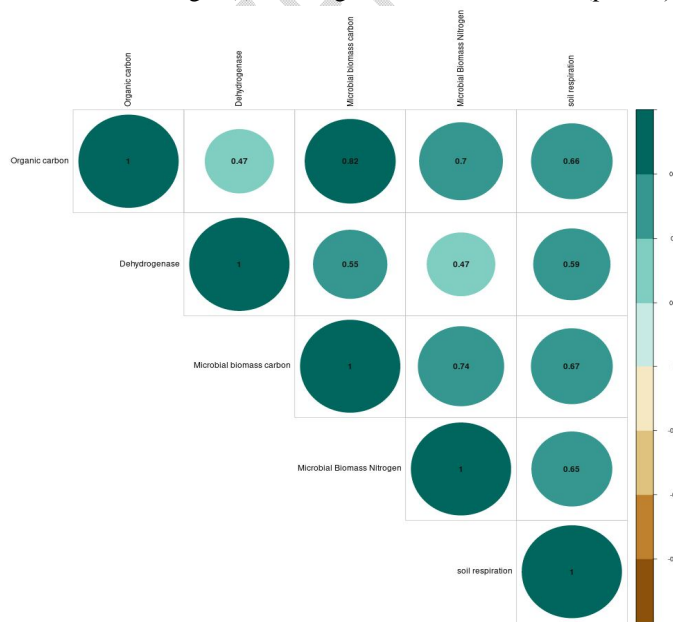 Organic carbon
Dehydrogenase
Microbial biomass carbon
Microbial Biomass Nitrogen
soil respiration
Organic carbon 1 0.47 0.82 0.7 0.66
Dehydrogenase 1 0.55 0.47 0.59
Microbial biomass carbon 1 0.74 0.67
Microbial Biomass Nitrogen 1 0.65
soil respiration 1